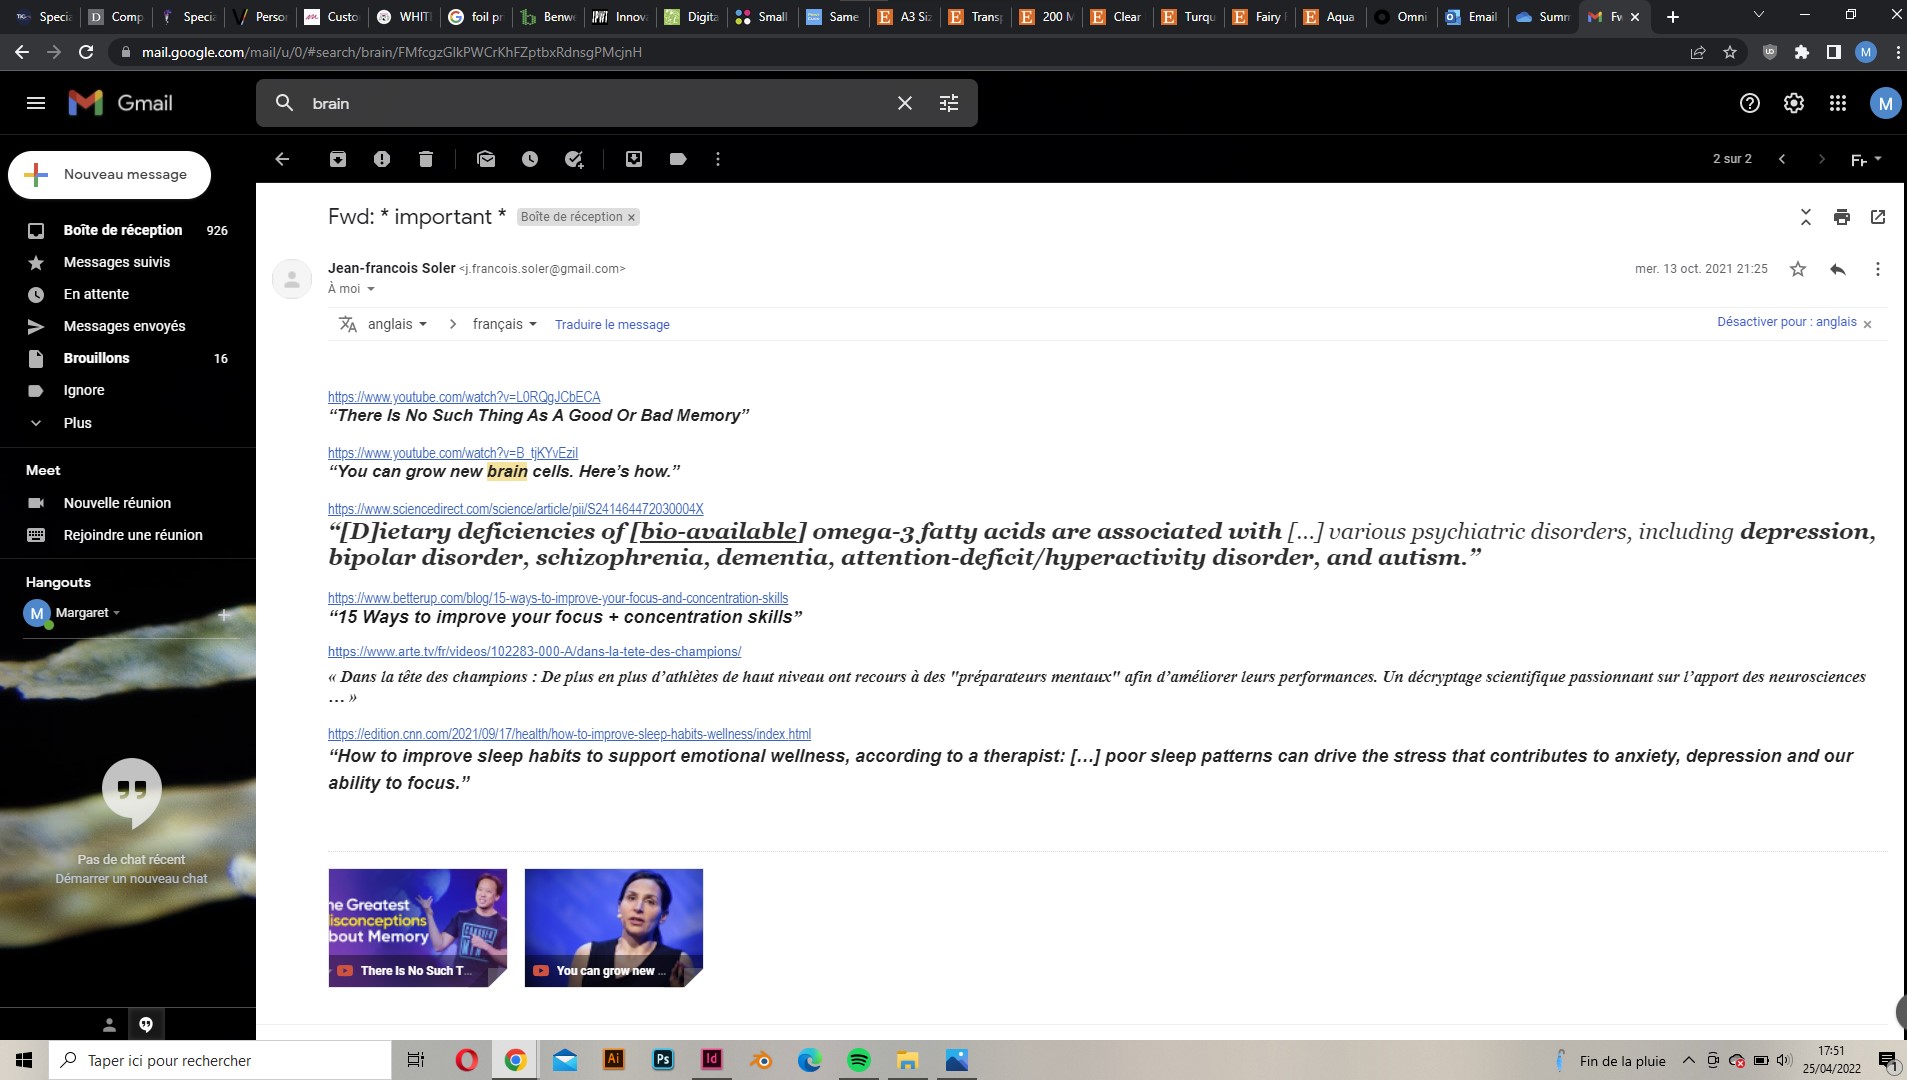 Specia
Comp
Specia
Perso
Custo
WHIT
foil pr
Benwe
Innov
Digita
Small
Same
A3 Siz
Trans
200 M
Clear
Turqu
Fairy
Aqua
Omni
Email
Summ
Fw
mail.google.com/mail/u/0/#search/brain/FMfcgzGlkPWCrKhFZptbxRdnsgPMcjnH
M
Gmail
brain
M
Nouveau message
2 sur 2
Boîte de réception 926
Messages suivis
En attente
Messages envoyés
Brouillons 16
Ignore
Plus
Meet
Nouvelle réunion
Rejoindre une réunion
Hangouts
M Margaret
Pas de chat récent
Démarrer un nouveau chat
Fwd: * important * Boîte de réception ×
Jean-francois Soler <j.francois.soler@gmail.com>
mer. 13 oct. 2021 21:25
À moi
anglais > français Traduire le message
Désactiver pour : anglais ×
https://www.youtube.com/watch?v=L0RQgJCbECA
“There Is No Such Thing As A Good Or Bad Memory”
https://www.youtube.com/watch?v=B_tjKYvEziI
“You can grow new brain cells. Here’s how.”
https://www.sciencedirect.com/science/article/pii/S241464472030004X
“[D]ietary deficiencies of [bio-available] omega-3 fatty acids are associated with [...] various psychiatric disorders, including depression,
bipolar disorder, schizophrenia, dementia, attention-deficit/hyperactivity disorder, and autism.”
https://www.betterup.com/blog/15-ways-to-improve-your-focus-and-concentration-skills
“15 Ways to improve your focus + concentration skills”
https://www.arte.tv/fr/videos/102283-000-A/dans-la-tete-des-champions/
« Dans la tête des champions : De plus en plus d’athlètes de haut niveau ont recours à des "préparateurs mentaux" afin d’améliorer leurs performances. Un décryptage scientifique passionnant sur l’apport des neurosciences
… »
https://edition.cnn.com/2021/09/17/health/how-to-improve-sleep-habits-wellness/index.html
“How to improve sleep habits to support emotional wellness, according to a therapist: […] poor sleep patterns can drive the stress that contributes to anxiety, depression and our
ability to focus.”
he Greatest
isconceptions
bout Memory
There Is No Such T...
You can grow new ...
Taper ici pour rechercher
Ai
Ps
Id
Fin de la pluie
17:51
25/04/2022
1